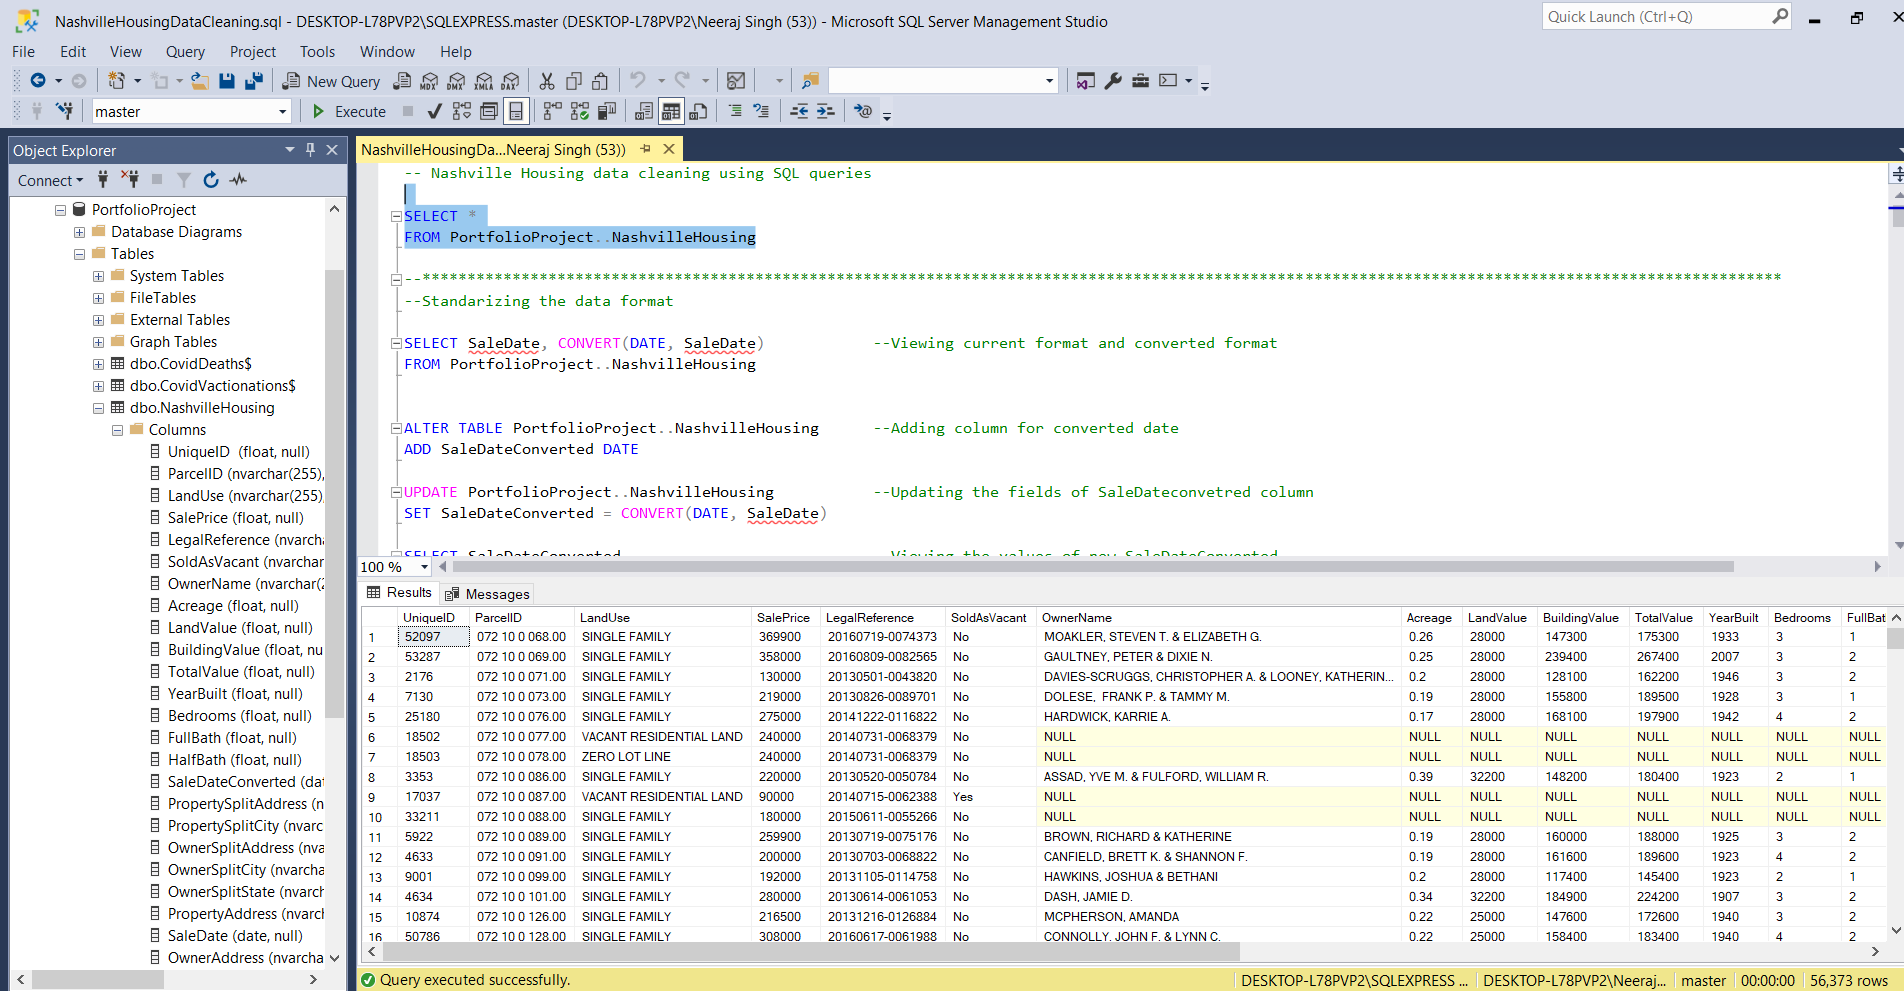 NashvilleHousingDataCleaning.sql - DESKTOP-L78PVP2\SQLEXPRESS.master (DESKTOP-L78PVP2\Neeraj Singh (53)) - Microsoft SQL Server Management Studio
Quick Launch (Ctrl+Q)
File Edit View Query Project Tools Window Help
New Query MDX DMX XMLA DAX
master Execute
Object Explorer
Connect
PortfolioProject
Database Diagrams
Tables
System Tables
FileTables
External Tables
Graph Tables
dbo.CovidDeaths$
dbo.CovidVactionations$
dbo.NashvilleHousing
Columns
UniqueID (float, null)
ParcelID (nvarchar(255),
LandUse (nvarchar(255)
SalePrice (float, null)
LegalReference (nvarcha
SoldAsVacant (nvarchar
OwnerName (nvarchar(2
Acreage (float, null)
LandValue (float, null)
BuildingValue (float, nu
TotalValue (float, null)
YearBuilt (float, null)
Bedrooms (float, null)
FullBath (float, null)
HalfBath (float, null)
SaleDateConverted (dat
PropertySplitAddress (n
PropertySplitCity (nvarc
OwnerSplitAddress (nva
OwnerSplitCity (nvarcha
OwnerSplitState (nvarch
PropertyAddress (nvarch
SaleDate (date, null)
OwnerAddress (nvarcha
NashvilleHousingDa...Neeraj Singh (53))
-- Nashville Housing data cleaning using SQL queries
SELECT *
FROM PortfolioProject..NashvilleHousing
--*******************************************************************************************************************************************************
--Standarizing the data format
SELECT SaleDate, CONVERT(DATE, SaleDate) --Viewing current format and converted format
FROM PortfolioProject..NashvilleHousing
ALTER TABLE PortfolioProject..NashvilleHousing --Adding column for converted date
ADD SaleDateConverted DATE
UPDATE PortfolioProject..NashvilleHousing --Updating the fields of SaleDateconvetred column
SET SaleDateConverted = CONVERT(DATE, SaleDate)
SELECT SaleDateConverted --Viewing the values of new SaleDateConverted
100 %
Results Messages
UniqueID ParcelID LandUse SalePrice LegalReference SoldAsVacant OwnerName Acreage LandValue BuildingValue TotalValue YearBuilt Bedrooms FullBat
1 52097 072 10 0 068.00 SINGLE FAMILY 369900 20160719-0074373 No MOAKLER, STEVEN T. & ELIZABETH G. 0.26 28000 147300 175300 1933 3 1
2 53287 072 10 0 069.00 SINGLE FAMILY 358000 20160809-0082565 No GAULTNEY, PETER & DIXIE N. 0.25 28000 239400 267400 2007 3 2
3 2176 072 10 0 071.00 SINGLE FAMILY 130000 20130501-0043820 No DAVIES-SCRUGGS, CHRISTOPHER A. & LOONEY, KATHERIN... 0.2 28000 128100 162200 1946 3 2
4 7130 072 10 0 073.00 SINGLE FAMILY 219000 20130826-0089701 No DOLESE, FRANK P. & TAMMY M. 0.19 28000 155800 189500 1928 3 1
5 25180 072 10 0 076.00 SINGLE FAMILY 275000 20141222-0116822 No HARDWICK, KARRIE A. 0.17 28000 168100 197900 1942 4 2
6 18502 072 10 0 077.00 VACANT RESIDENTIAL LAND 240000 20140731-0068379 No NULL NULL NULL NULL NULL NULL NULL NULL
7 18503 072 10 0 078.00 ZERO LOT LINE 240000 20140731-0068379 No NULL NULL NULL NULL NULL NULL NULL NULL
8 3353 072 10 0 086.00 SINGLE FAMILY 220000 20130520-0050784 No ASSAD, YVE M. & FULFORD, WILLIAM R. 0.39 32200 148200 180400 1923 2 1
9 17037 072 10 0 087.00 VACANT RESIDENTIAL LAND 90000 20140715-0062388 Yes NULL NULL NULL NULL NULL NULL NULL NULL
10 33211 072 10 0 088.00 SINGLE FAMILY 180000 20150611-0055266 No NULL NULL NULL NULL NULL NULL NULL NULL
11 5922 072 10 0 089.00 SINGLE FAMILY 259900 20130719-0075176 No BROWN, RICHARD & KATHERINE 0.19 28000 160000 188000 1925 3 2
12 4633 072 10 0 091.00 SINGLE FAMILY 200000 20130703-0068822 No CANFIELD, BRETT K. & SHANNON F. 0.19 28000 161600 189600 1923 4 2
13 9001 072 10 0 099.00 SINGLE FAMILY 192000 20131105-0114758 No HAWKINS, JOSHUA & BETHANI 0.2 28000 117400 145400 1923 2 1
14 4634 072 10 0 101.00 SINGLE FAMILY 280000 20130614-0061053 No DASH, JAMIE D. 0.34 32200 184900 224200 1907 3 2
15 10874 072 10 0 126.00 SINGLE FAMILY 216500 20131216-0126884 No MCPHERSON, AMANDA 0.22 25000 147600 172600 1940 3 2
16 50786 072 10 0 128.00 SINGLE FAMILY 308000 20160617-0061988 No CONNOLLY, JOHN F. & LYNN C. 0.22 25000 158400 183400 1940 4 2
Query executed successfully. DESKTOP-L78PVP2\SQLEXPRESS ... DESKTOP-L78PVP2\Neeraj... master 00:00:00 56,373 rows